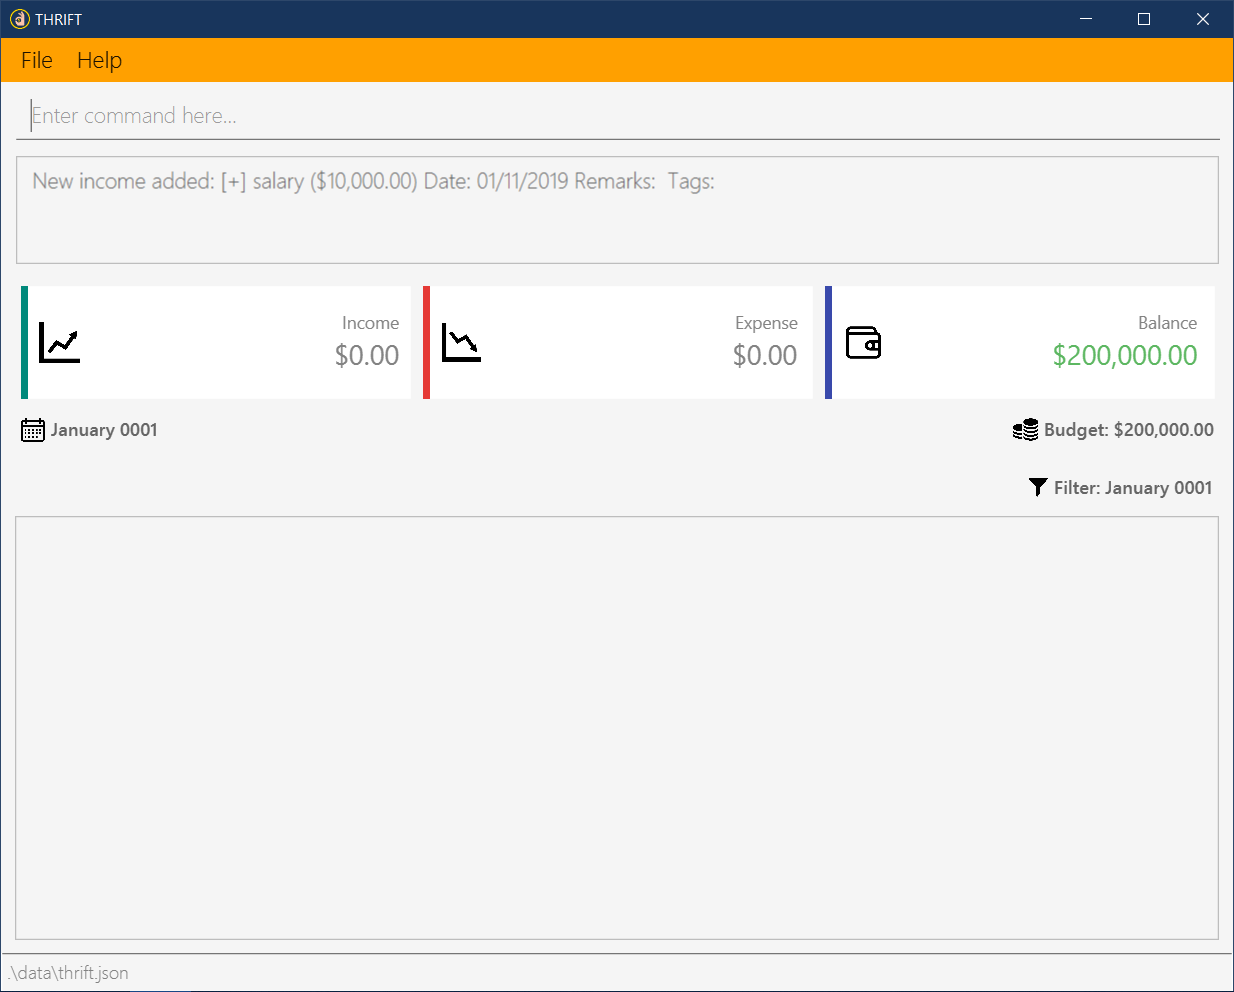 THRIFT
File Help
Enter command here...
New income added: [+] salary ($10,000.00) Date: 01/11/2019 Remarks:  Tags:
Income
$0.00
Expense
$0.00
Balance
$200,000.00
January 0001
Budget: $200,000.00
Filter: January 0001
.\data\thrift.json